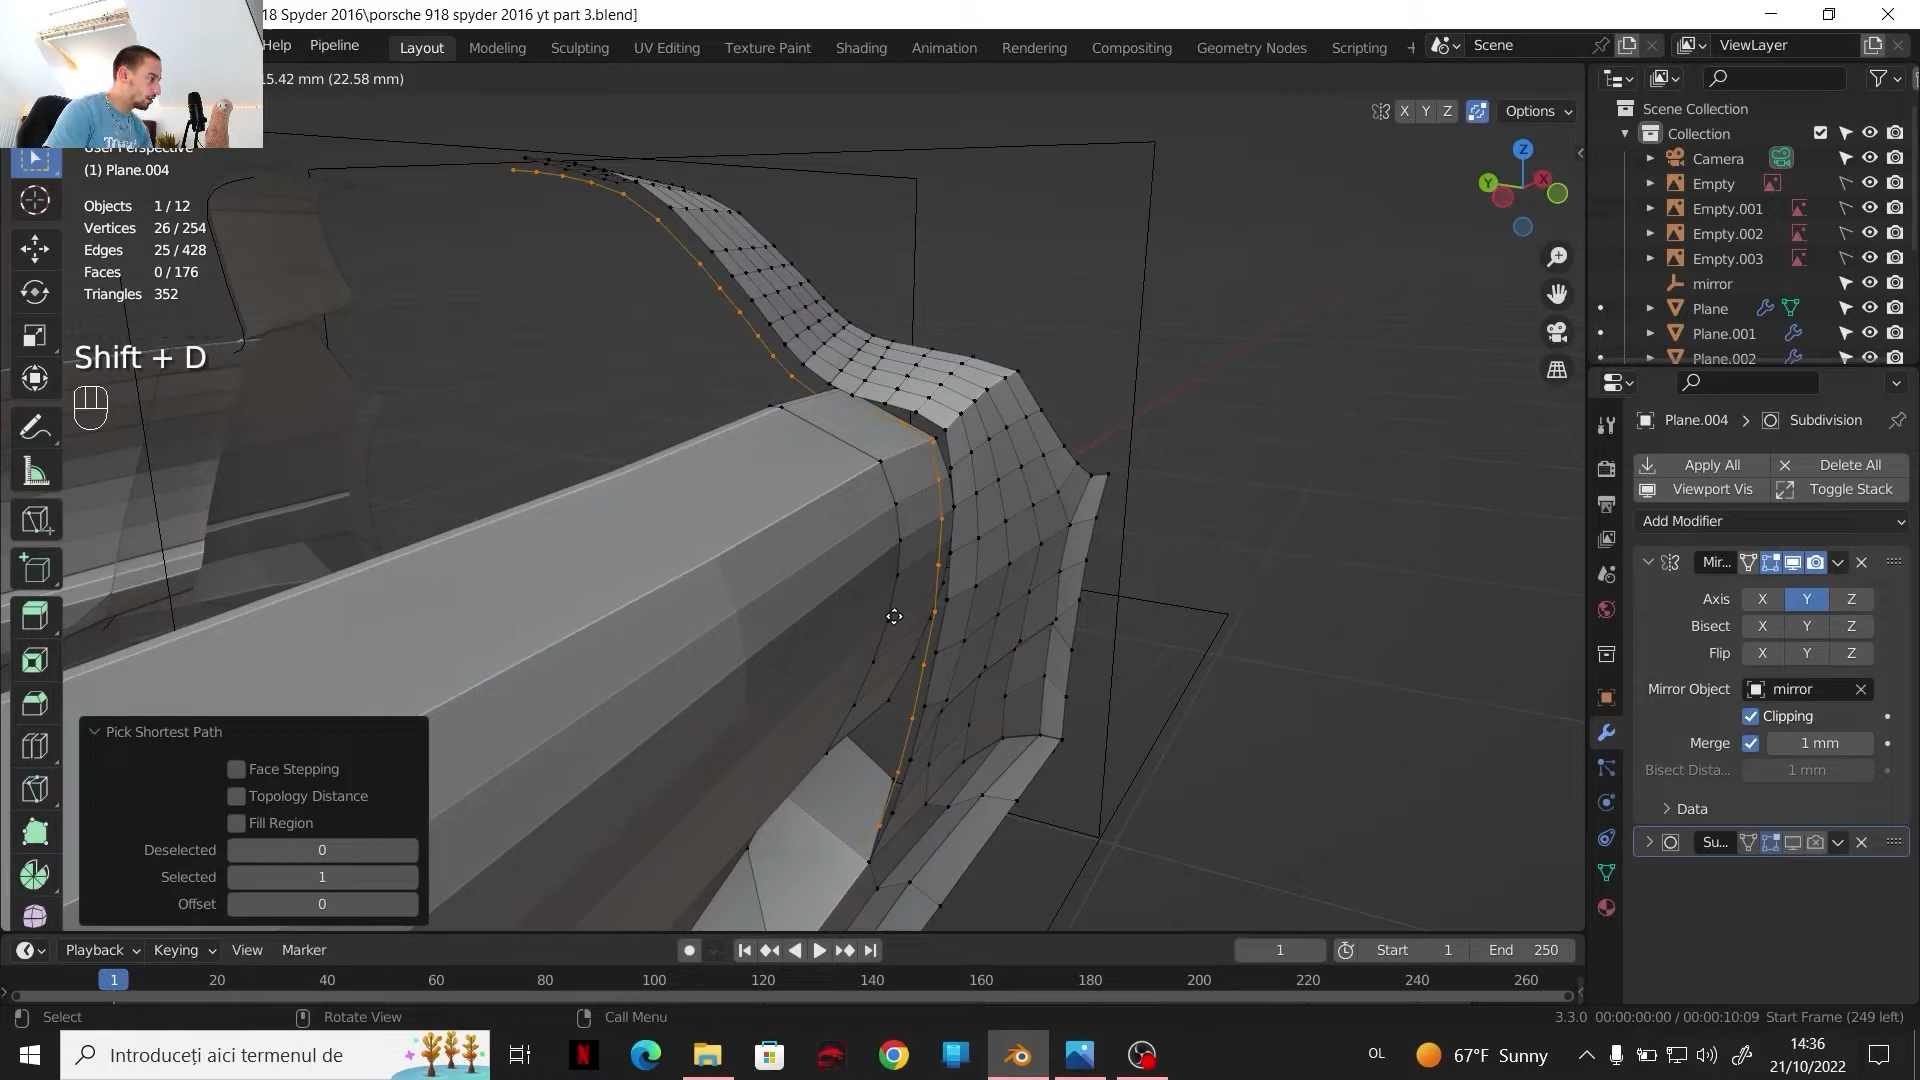 18 Spyder 2016\porsche 918 spyder 2016 yt part 3.blend]
Help Pipeline Layout Modeling Sculpting UV Editing Texture Paint Shading Animation Rendering Compositing Geometry Nodes Scripting + Scene ViewLayer
5.42 mm (22.58 mm)
X Y Z Options
User Perspective
(1) Plane.004
Objects 1 / 12
Vertices 26 / 254
Edges 25 / 428
Faces 0 / 176
Triangles 352
Shift + D
Z
Y
X
Scene Collection
Collection
Camera
Empty
Empty.001
Empty.002
Empty.003
mirror
Plane
Plane.001
Plane.002
Plane.004 > Subdivision
Apply All Delete All
Viewport Vis Toggle Stack
Add Modifier
Mir...
Axis X Y Z
Bisect X Y Z
Flip X Y Z
Mirror Object mirror
Clipping
Merge 1 mm
Bisect Dista... 1 mm
Data
Su...
Pick Shortest Path
Face Stepping
Topology Distance
Fill Region
Deselected 0
Selected 1
Offset 0
Playback Keying View Marker 1 Start 1 End 250
1 20 40 60 80 100 120 140 160 180 200 220 240 260
Select Rotate View Call Menu 3.3.0 00:00:00:00 / 00:00:10:09 Start Frame (249 left)
Introduceți aici termenul de
N
OL
67°F Sunny
14:36
21/10/2022